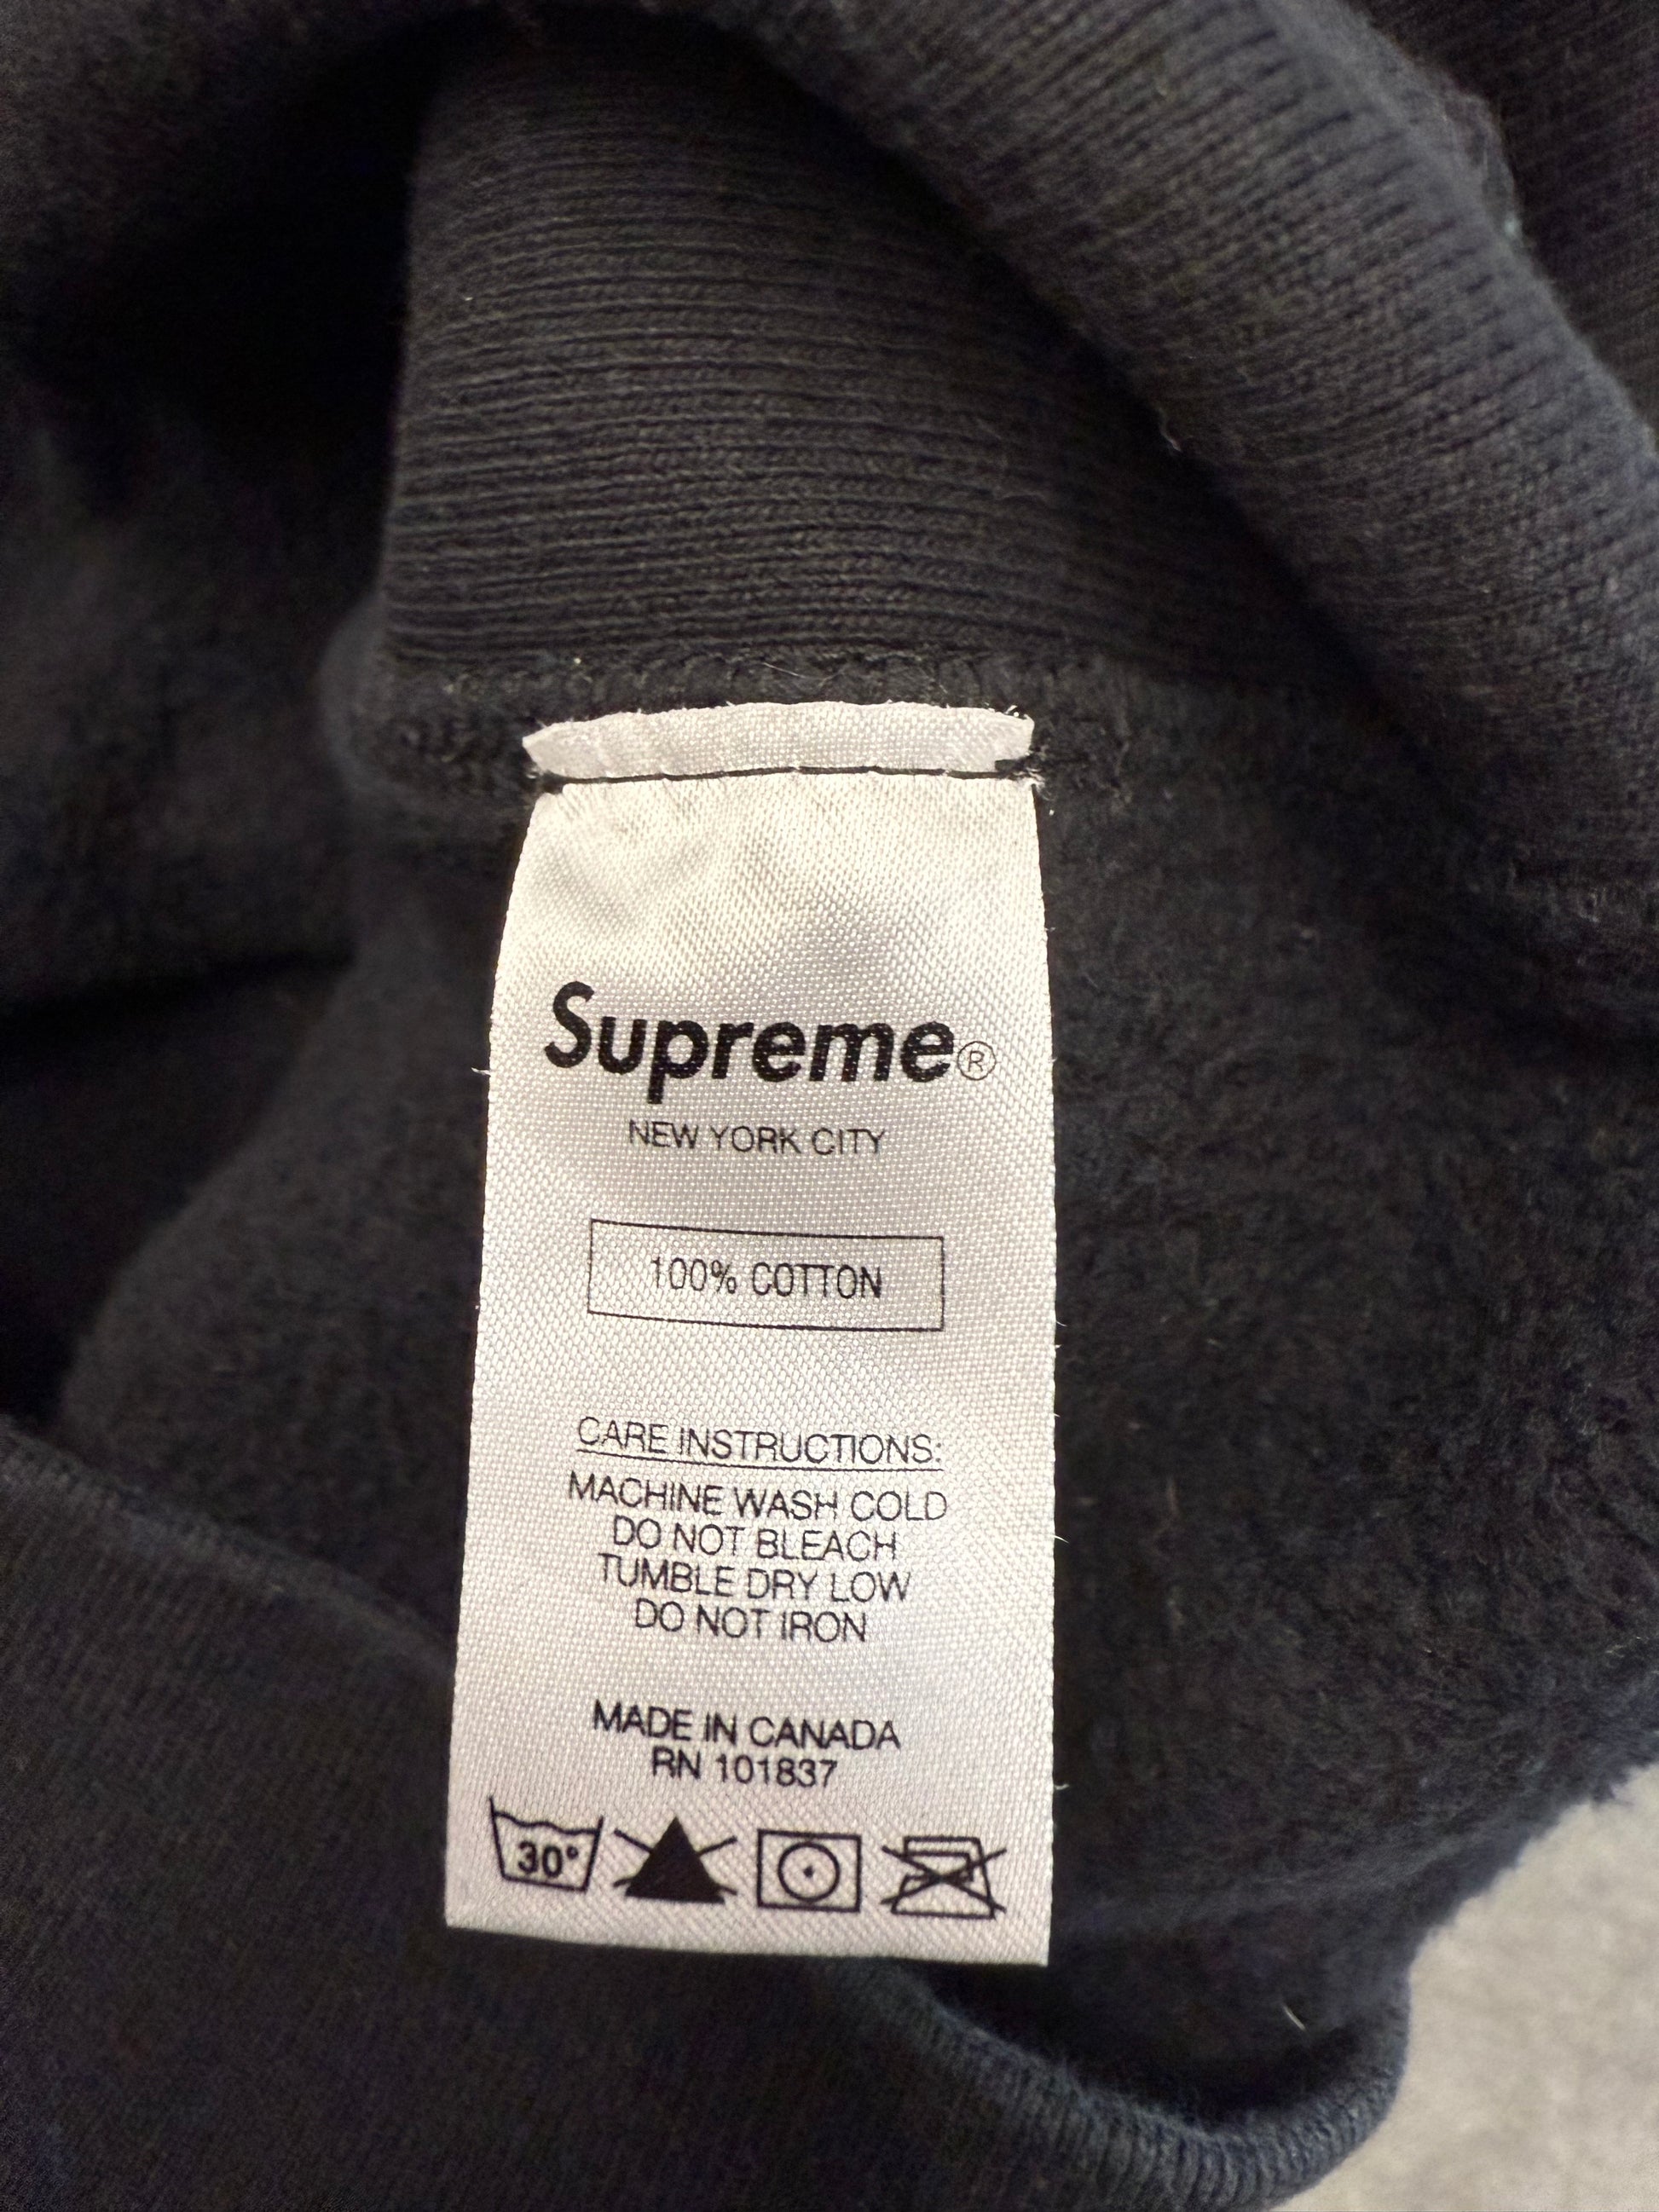 Supreme®
NEW YORK CITY
100% COTTON
CARE INSTRUCTIONS:
MACHINE WASH COLD
DO NOT BLEACH
TUMBLE DRY LOW
DO NOT IRON
MADE IN CANADA
RN 101837
30°